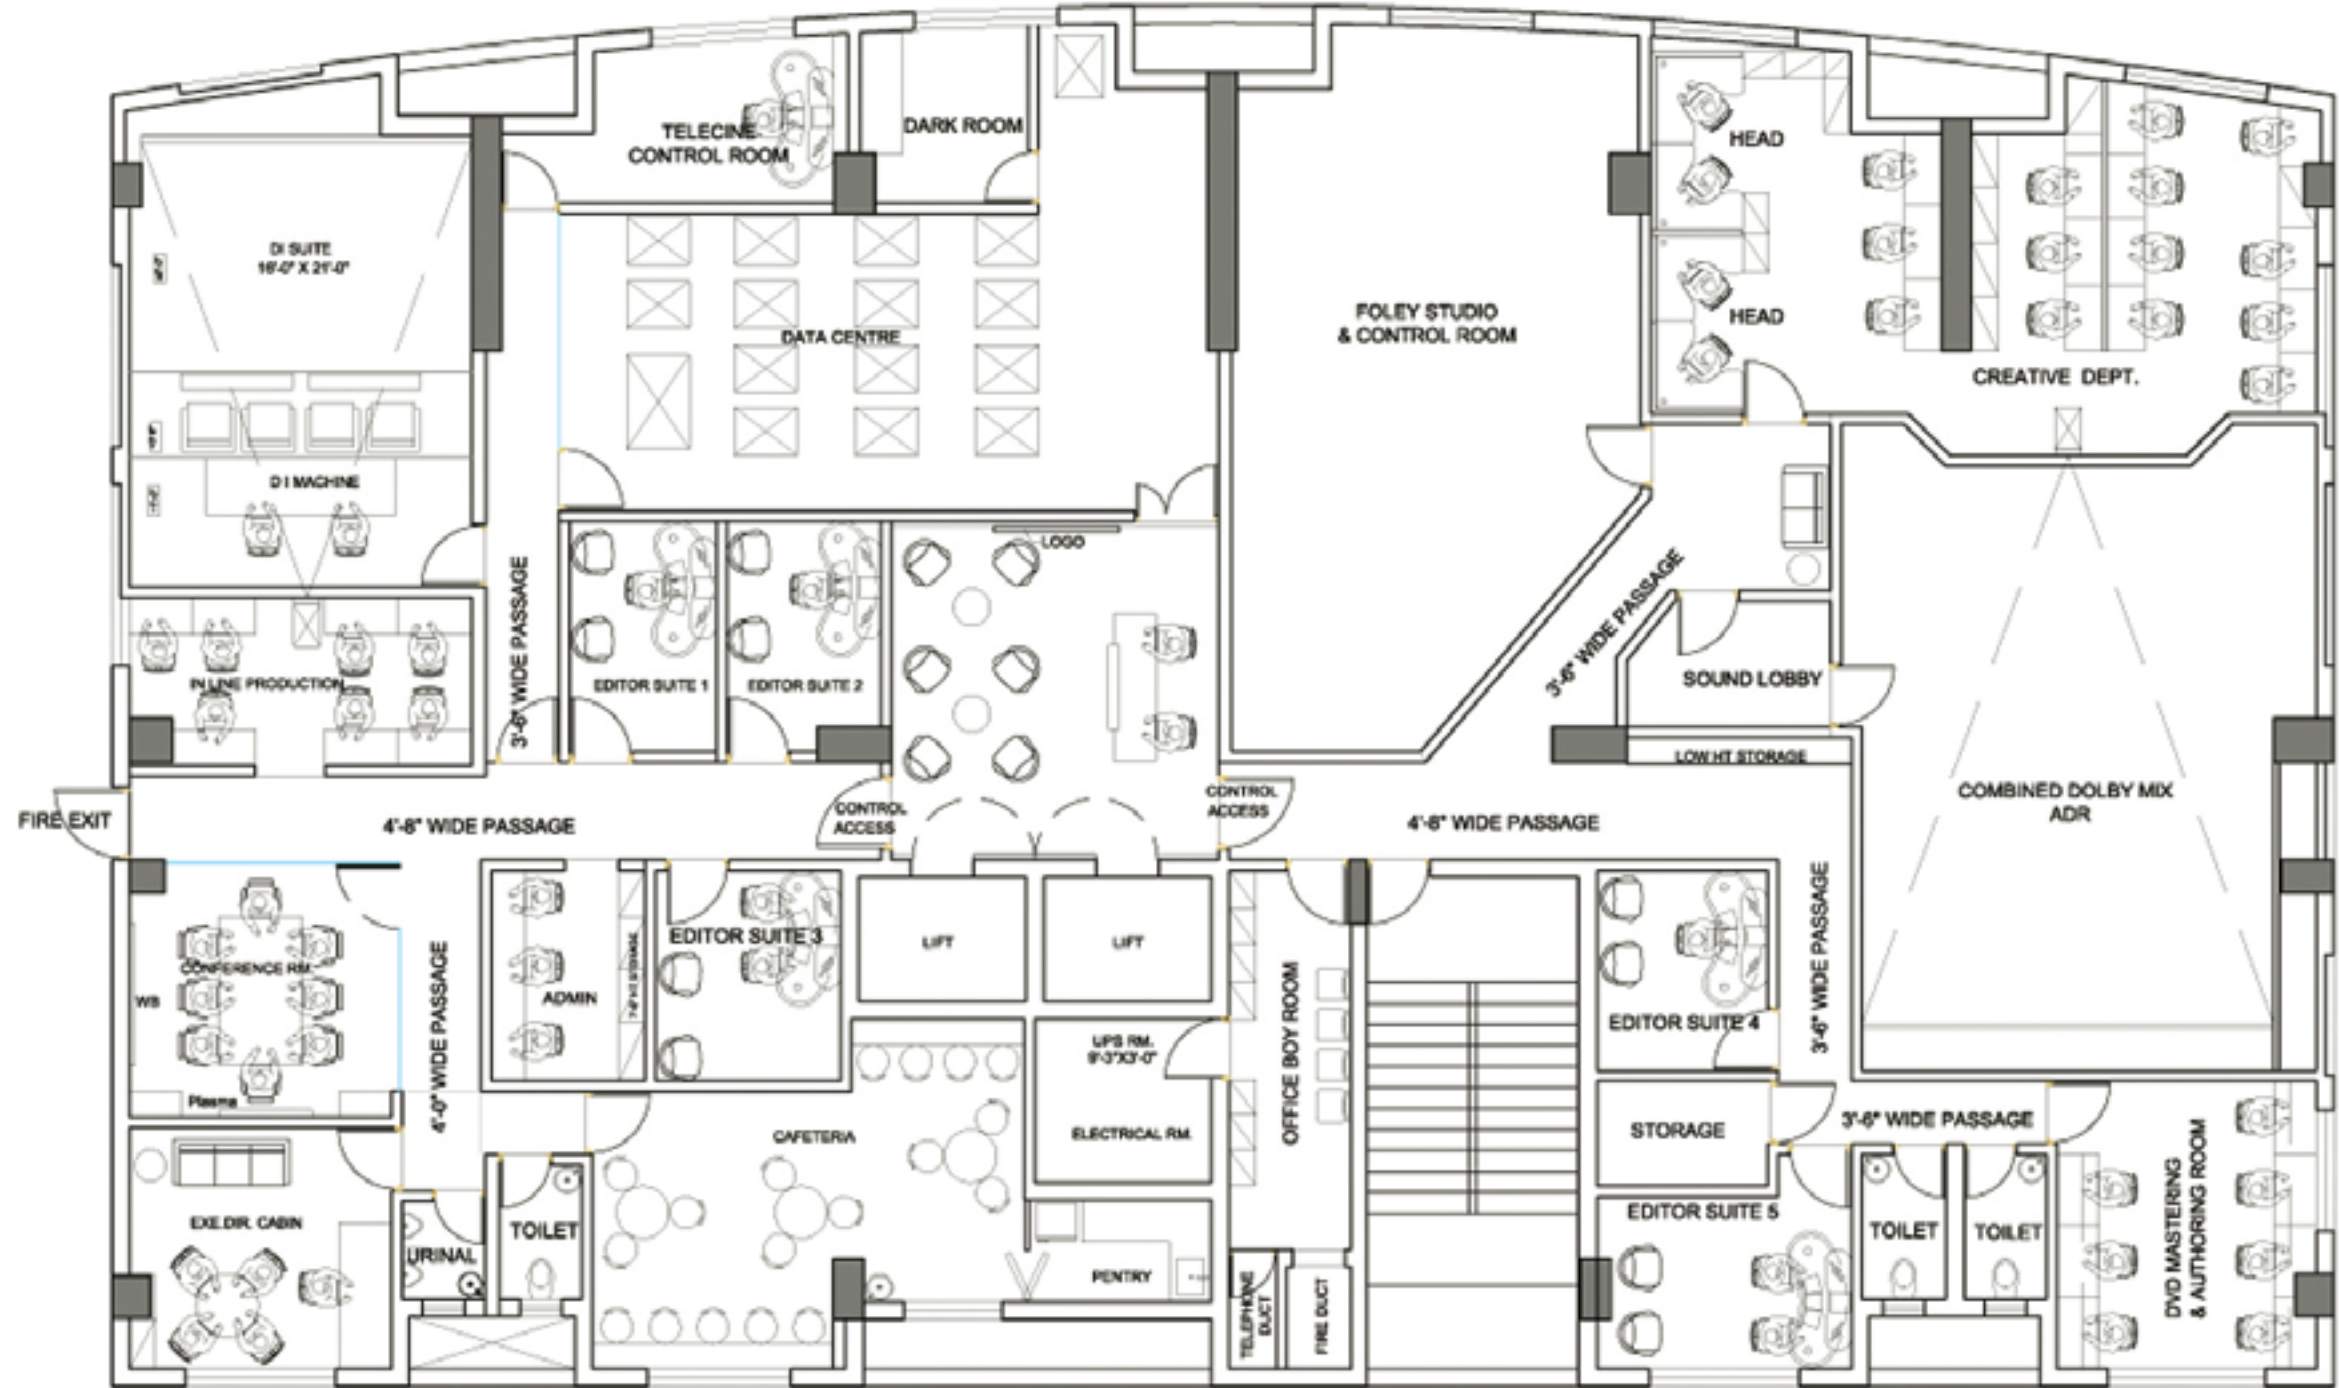 TELECINE
CONTROL ROOM
DARK ROOM
HEAD
DI SUITE
16'-0" X 21'-0"
FOLEY STUDIO
& CONTROL ROOM
HEAD
DATA CENTRE
CREATIVE DEPT.
D I MACHINE
LOGO
3'-6" WIDE PASSAGE
3'-6" WIDE PASSAGE
IN LINE PRODUCTION
EDITOR SUITE 1
EDITOR SUITE 2
SOUND LOBBY
LOW HT STORAGE
COMBINED DOLBY MIX
ADR
FIRE EXIT
4'-8" WIDE PASSAGE
CONTROL
ACCESS
CONTROL
ACCESS
4'-8" WIDE PASSAGE
EDITOR SUITE 3
LIFT
LIFT
3'-6" WIDE PASSAGE
CONFERENCE RM.
WB
ADMIN
4'-0" WIDE PASSAGE
OFFICE BOY ROOM
EDITOR SUITE 4
UPS RM.
9'-3"X3'-0"
Plasma
CAFETERIA
ELECTRICAL RM.
STORAGE
3'-6" WIDE PASSAGE
EXE.DIR. CABIN
URINAL
TOILET
EDITOR SUITE 5
TOILET
TOILET
DVD MASTERING
& AUTHORING ROOM
PENTRY
TELEPHONE
DUCT
FIRE DUCT